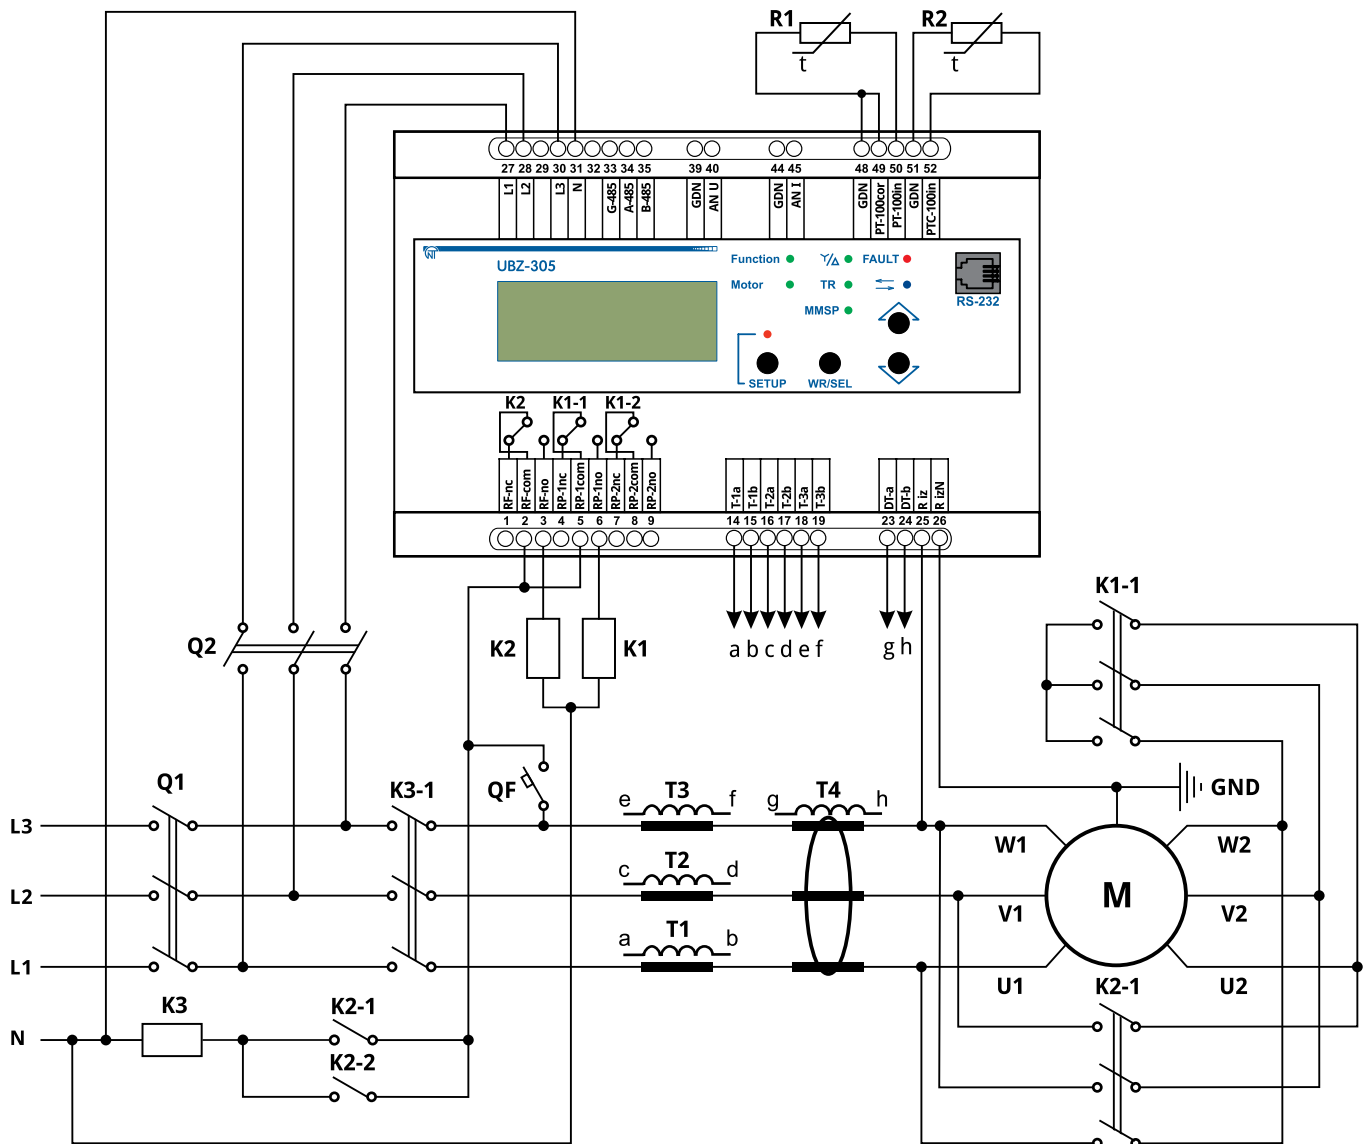 R1
R2
t
t
27 28 29 30 31 32 33 34 35 39 40 44 45 48 49 50 51 52
L1
L2
L3
N
G-485
A-485
B-485
GDN
AN U
GDN
AN I
GDN
PT-100cor
PT-100in
GDN
PTC-100in
NT
UBZ-305
Function
Y/Δ
FAULT
Motor
TR
MMSP
RS-232
SETUP
WR/SEL
K2
K1-1
K1-2
RF-nc
RF-com
RF-no
RP-1nc
RP-1com
RP-1no
RP-2nc
RP-2com
RP-2no
T-1a
T-1b
T-2a
T-2b
T-3a
T-3b
DT-a
DT-b
R iz
R izN
1 2 3 4 5 6 7 8 9 14 15 16 17 18 19 23 24 25 26
K1-1
Q2
K2
K1
a b c d e f
g h
Q1
K3-1
QF
T3
T4
GND
e
f
g
h
L3
W1
W2
T2
c
d
L2
M
V1
V2
T1
a
b
L1
U1
K2-1
U2
K3
K2-1
N
K2-2